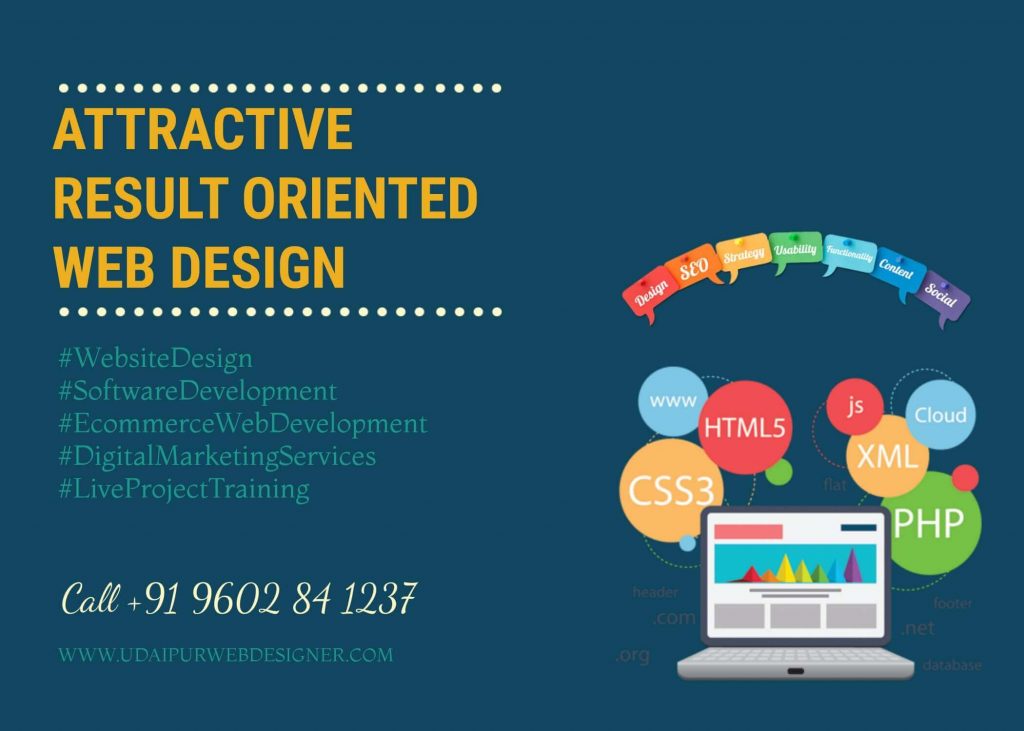 ATTRACTIVE
RESULT ORIENTED
WEB DESIGN
#WebsiteDesign
#SoftwareDevelopment
#EcommerceWebDevelopment
#DigitalMarketingServices
#LiveProjectTraining
Call +91 9602 84 1237
WWW.UDAIPURWEBDESIGNER.COM
Design
SEO
Strategy
Usability
Functionality
Content
Social
www
HTML5
CSS3
js
Cloud
XML
flat
PHP
header
.com
.org
footer
.net
database